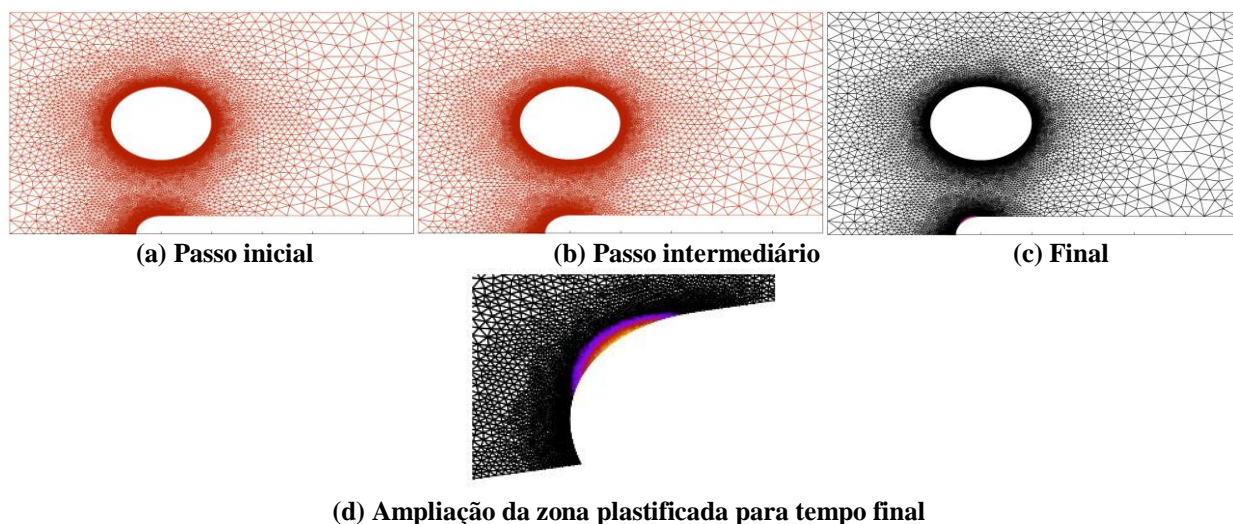 (a) Passo inicial
(b) Passo intermediário
(c) Final
(d) Ampliação da zona plastificada para tempo final